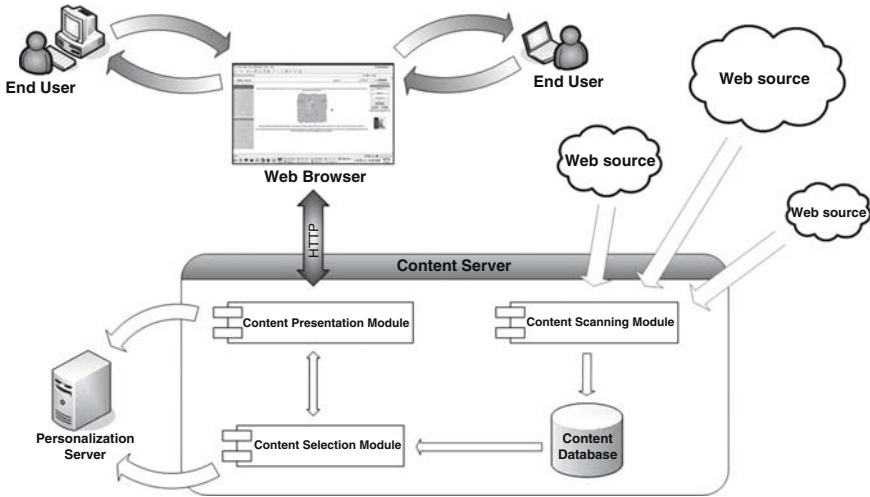 End User
End User
Web source
Web source
Web source
Web Browser
HTTP
Content Server
Content Presentation Module
Content Scanning Module
Personalization
Server
Content Selection Module
Content
Database